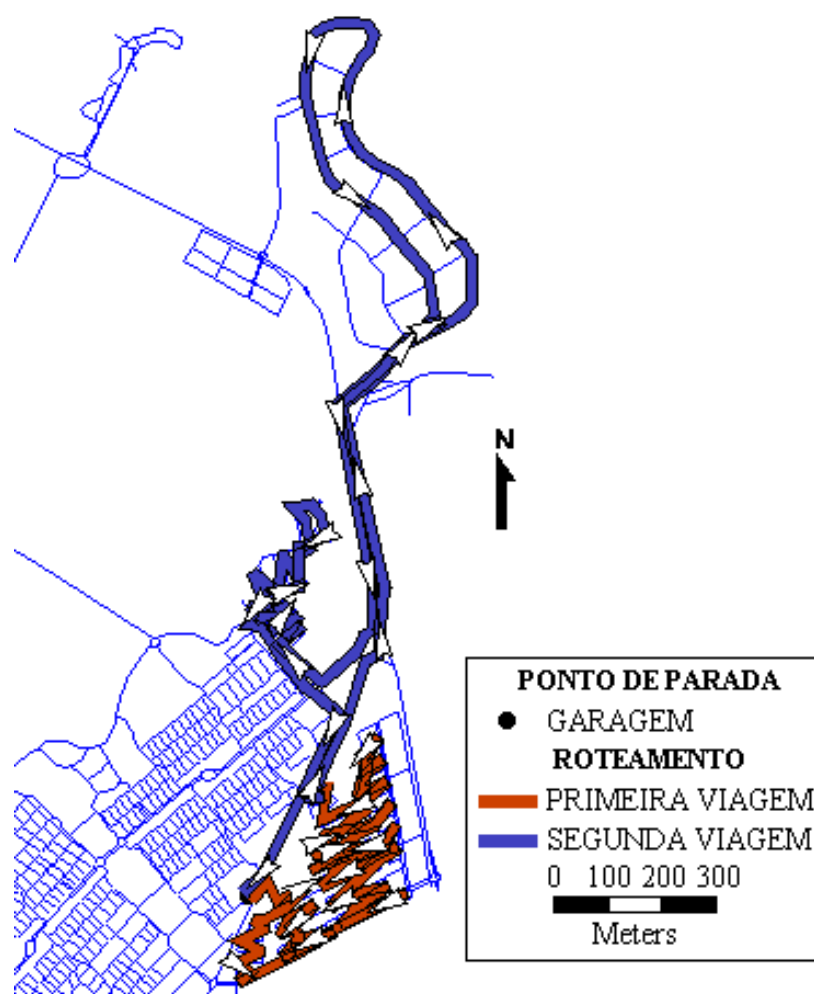 N
PONTO DE PARADA
GARAGEM
ROTEAMENTO
PRIMEIRA VIAGEM
SEGUNDA VIAGEM
0 100 200 300
Meters